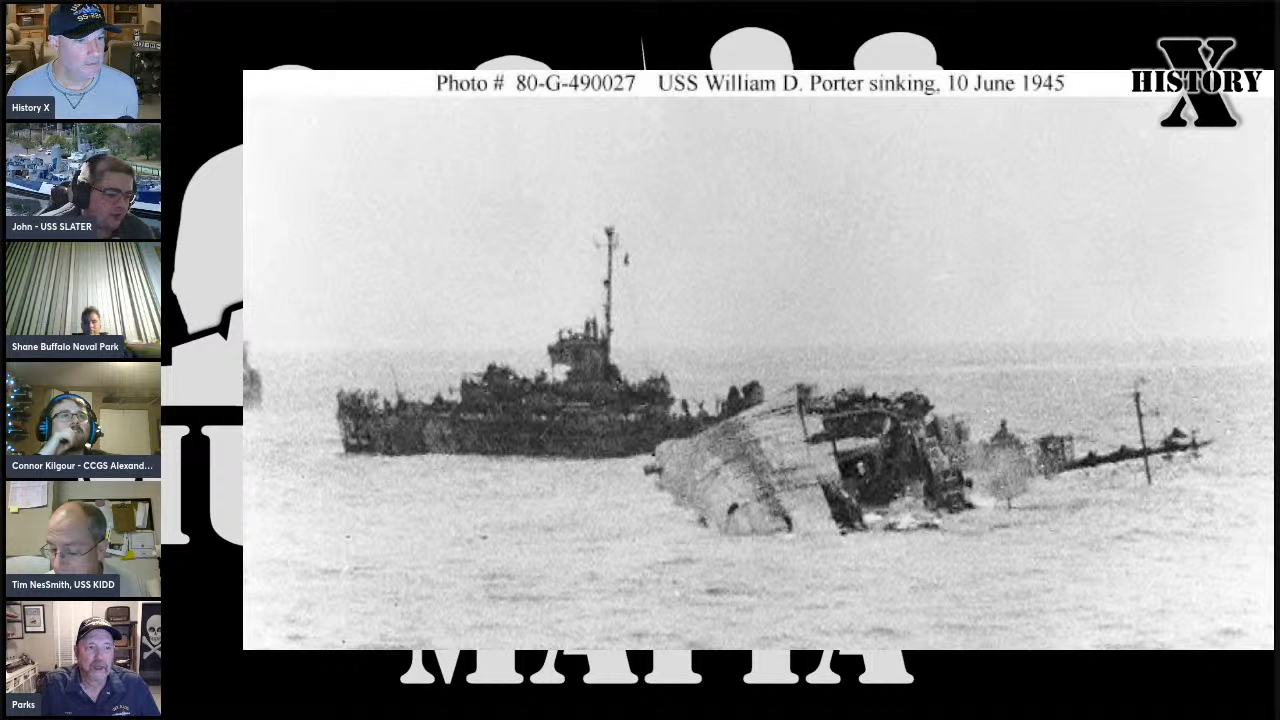 Photo # 80-G-490027 USS William D. Porter sinking, 10 June 1945
HISTORY X
History X
John - USS SLATER
Shane Buffalo Naval Park
Connor Kilgour - CCGS Alexand...
Tim NesSmith, USS KIDD
Parks
MAFIA